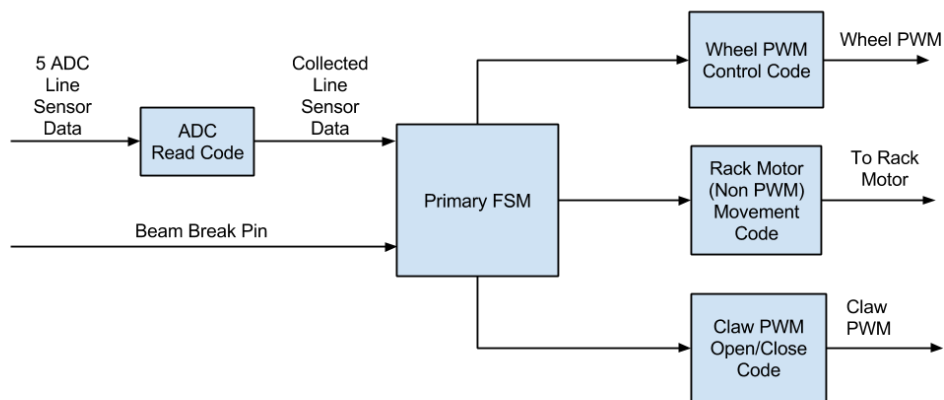 5 ADC
Line
Sensor
Data
ADC
Read Code
Collected
Line
Sensor
Data
Beam Break Pin
Primary FSM
Wheel PWM
Control Code
Wheel PWM
Rack Motor
(Non PWM)
Movement
Code
To Rack
Motor
Claw PWM
Open/Close
Code
Claw
PWM